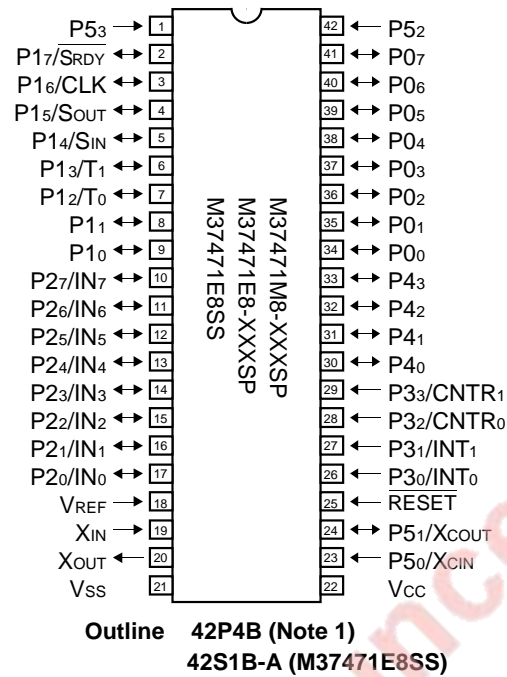 P53 1 42 P52
P17/SRDY 2 41 P07
P16/CLK 3 40 P06
P15/SOUT 4 39 P05
P14/SIN 5 38 P04
P13/T1 6 37 P03
P12/T0 7 36 P02
P11 8 35 P01
P10 9 34 P00
P27/IN7 10 33 P43
P26/IN6 11 32 P42
P25/IN5 12 31 P41
P24/IN4 13 30 P40
P23/IN3 14 29 P33/CNTR1
P22/IN2 15 28 P32/CNTR0
P21/IN1 16 27 P31/INT1
P20/IN0 17 26 P30/INT0
VREF 18 25 RESET
XIN 19 24 P51/XCOUT
XOUT 20 23 P50/XCIN
VSS 21 22 VCC
M37471M8-XXXSP
M37471E8-XXXSP
M37471E8SS
Outline 42P4B (Note 1)
42S1B-A (M37471E8SS)